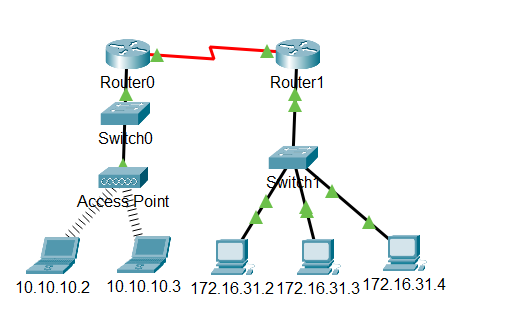 Router0
Router1
Switch0
Switch1
Access Point
10.10.10.2
10.10.10.3
172.16.31.2
172.16.31.3
172.16.31.4